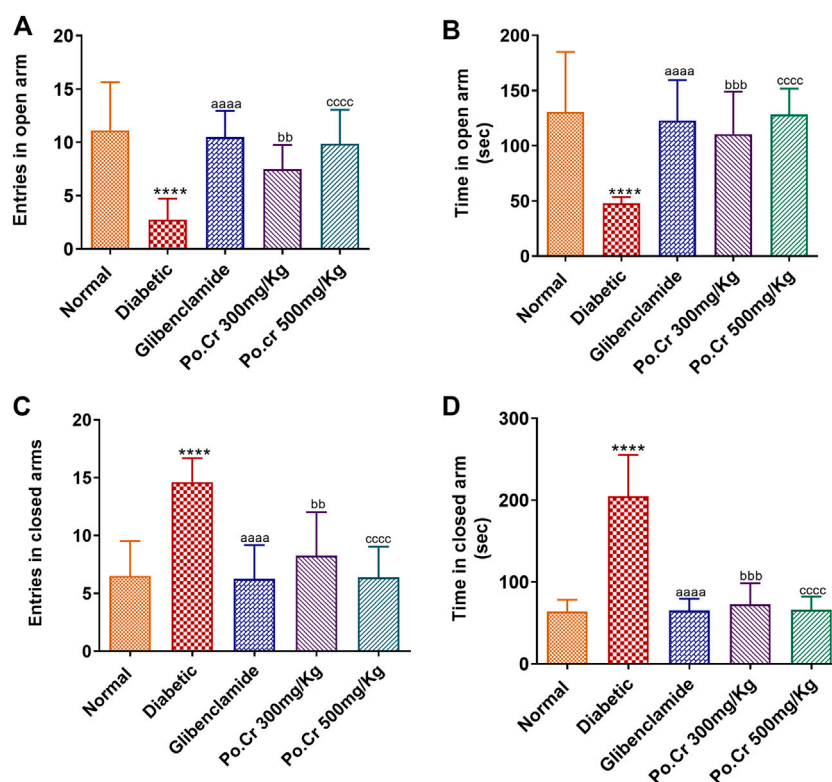 A
Entries in open arm
20
15
10
5
0
****
aaaa
bb
cccc
Normal
Diabetic
Glibenclamide
Po.Cr 300mg/Kg
Po.cr 500mg/Kg
B
Time in open arm
(sec)
200
150
100
50
0
****
aaaa
bbb
cccc
Normal
Diabetic
Glibenclamide
Po.Cr 300mg/Kg
Po.Cr 500mg/Kg
C
Entries in closed arms
20
15
10
5
0
****
aaaa
bb
cccc
Normal
Diabetic
Glibenclamide
Po.Cr 300mg/Kg
Po.Cr 500mg/Kg
D
Time in closed arm
(sec)
300
200
100
0
****
aaaa
bbb
cccc
Normal
Diabetic
Glibenclamide
Po.Cr 300mg/Kg
Po.Cr 500mg/Kg